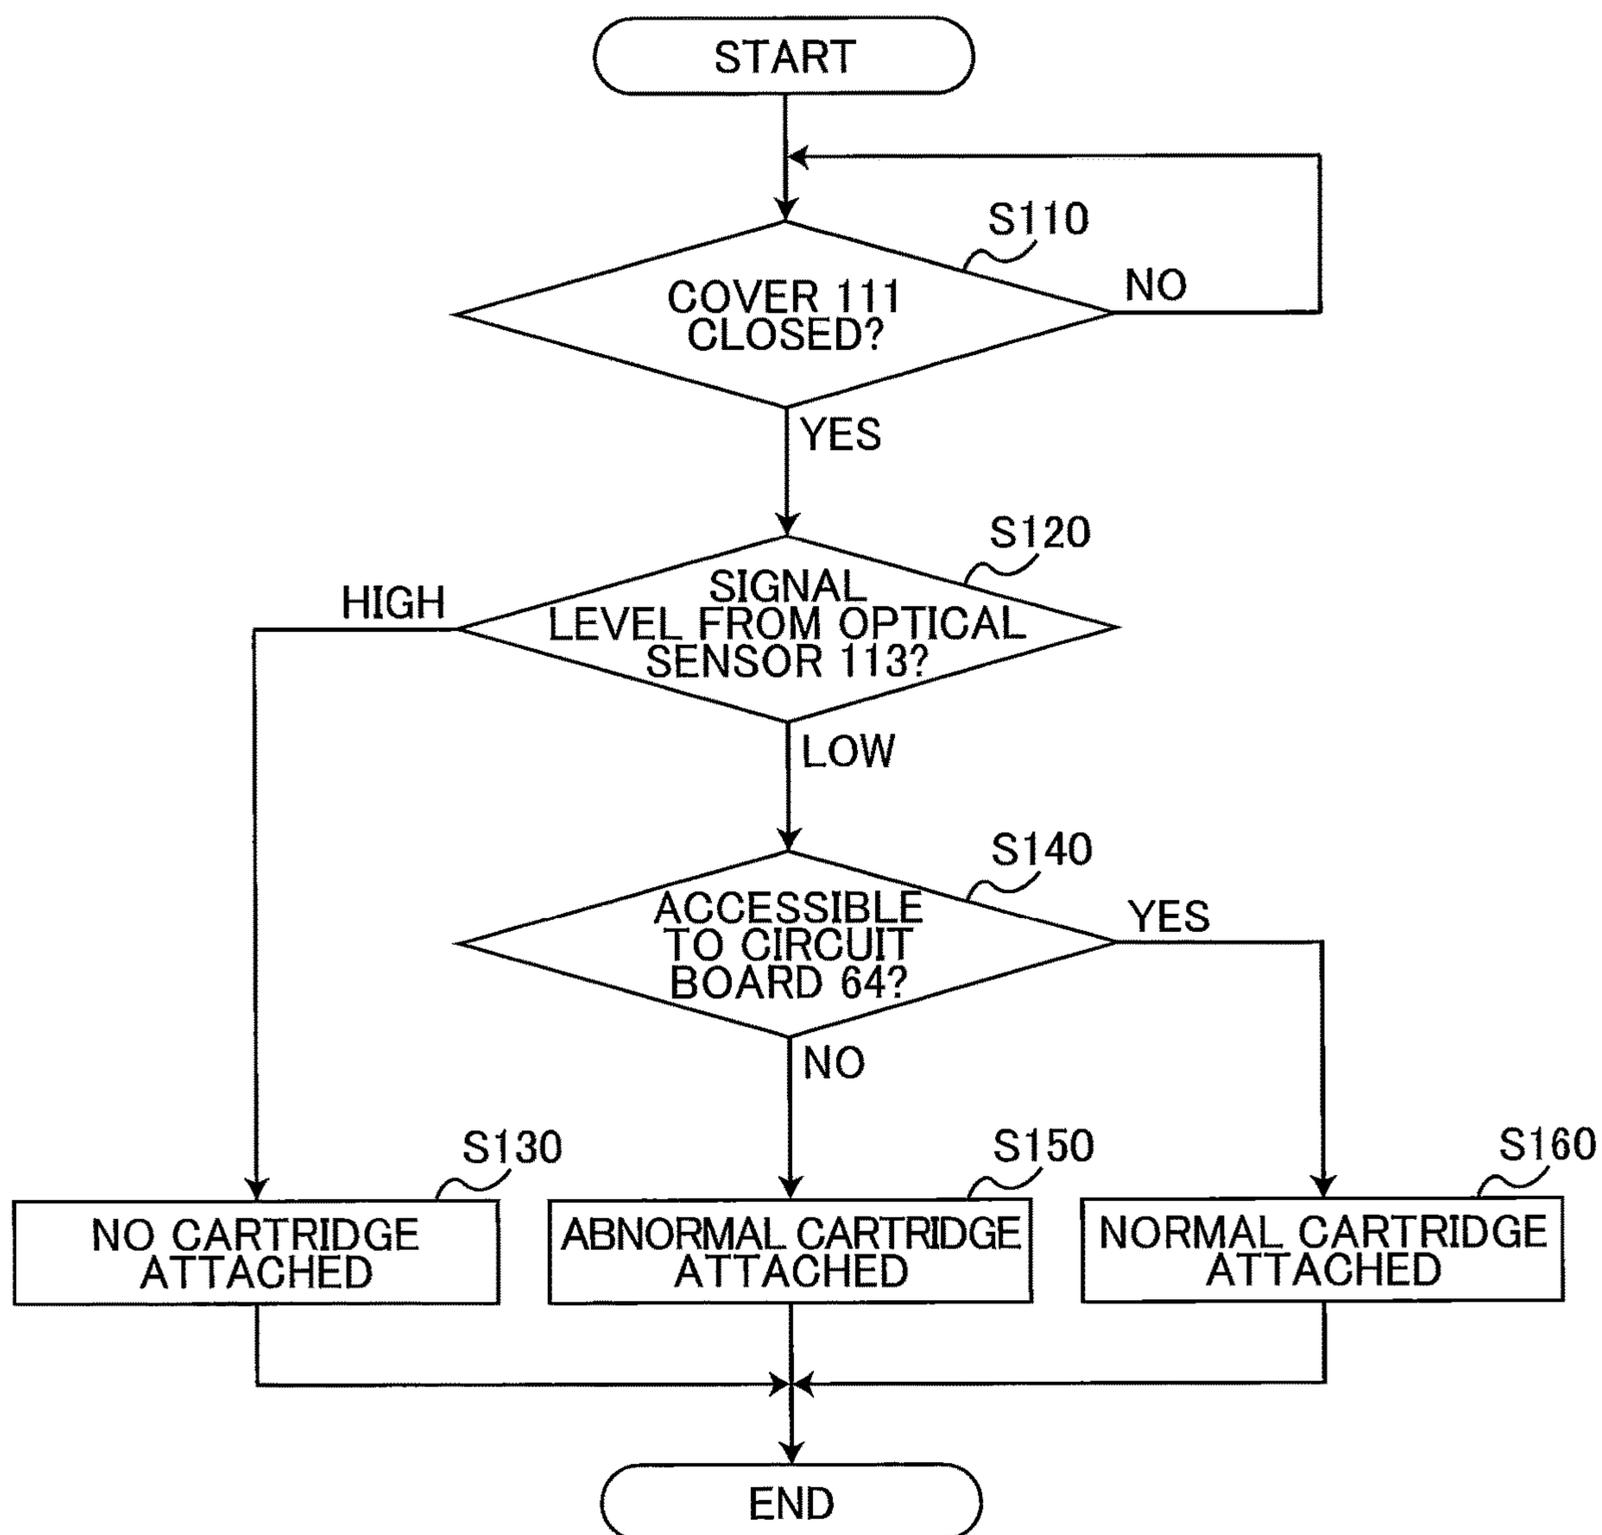 START
S110
COVER 111
CLOSED?
NO
YES
S120
HIGH
SIGNAL
LEVEL FROM OPTICAL
SENSOR 113?
LOW
S140
ACCESSIBLE
TO CIRCUIT
BOARD 64?
YES
NO
S130
S150
S160
NO CARTRIDGE
ATTACHED
ABNORMAL CARTRIDGE
ATTACHED
NORMAL CARTRIDGE
ATTACHED
END